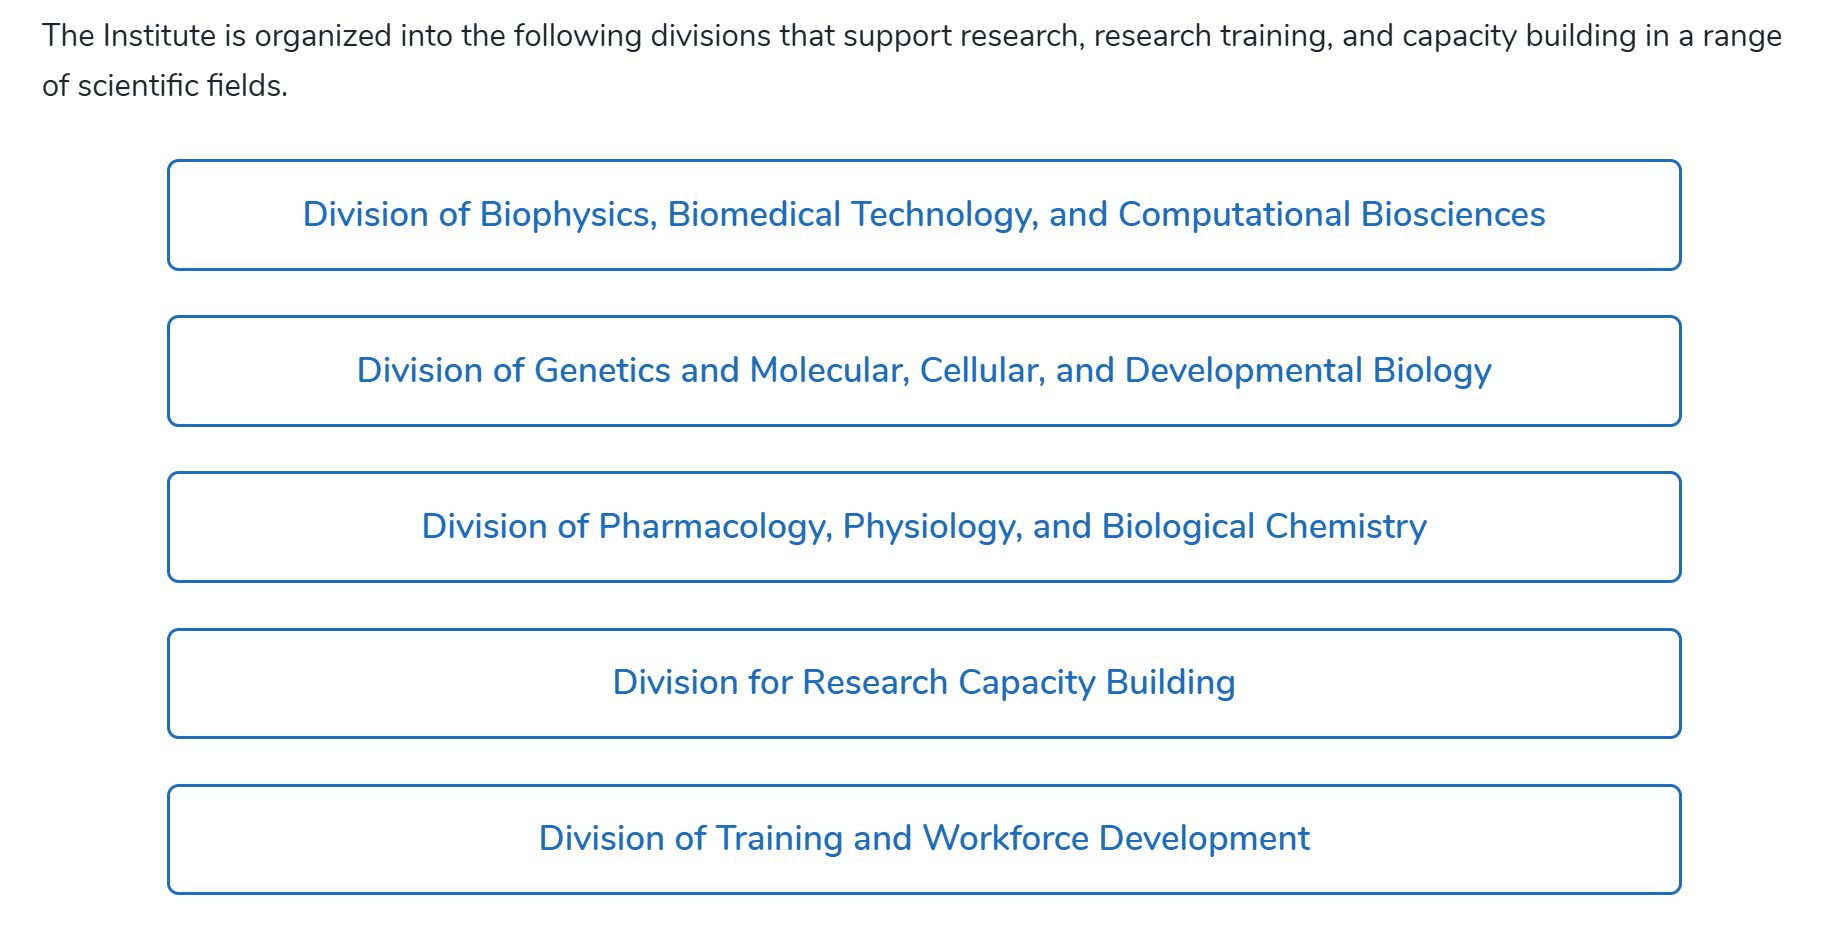 The Institute is organized into the following divisions that support research, research training, and capacity building in a range
of scientific fields.
Division of Biophysics, Biomedical Technology, and Computational Biosciences
Division of Genetics and Molecular, Cellular, and Developmental Biology
Division of Pharmacology, Physiology, and Biological Chemistry
Division for Research Capacity Building
Division of Training and Workforce Development